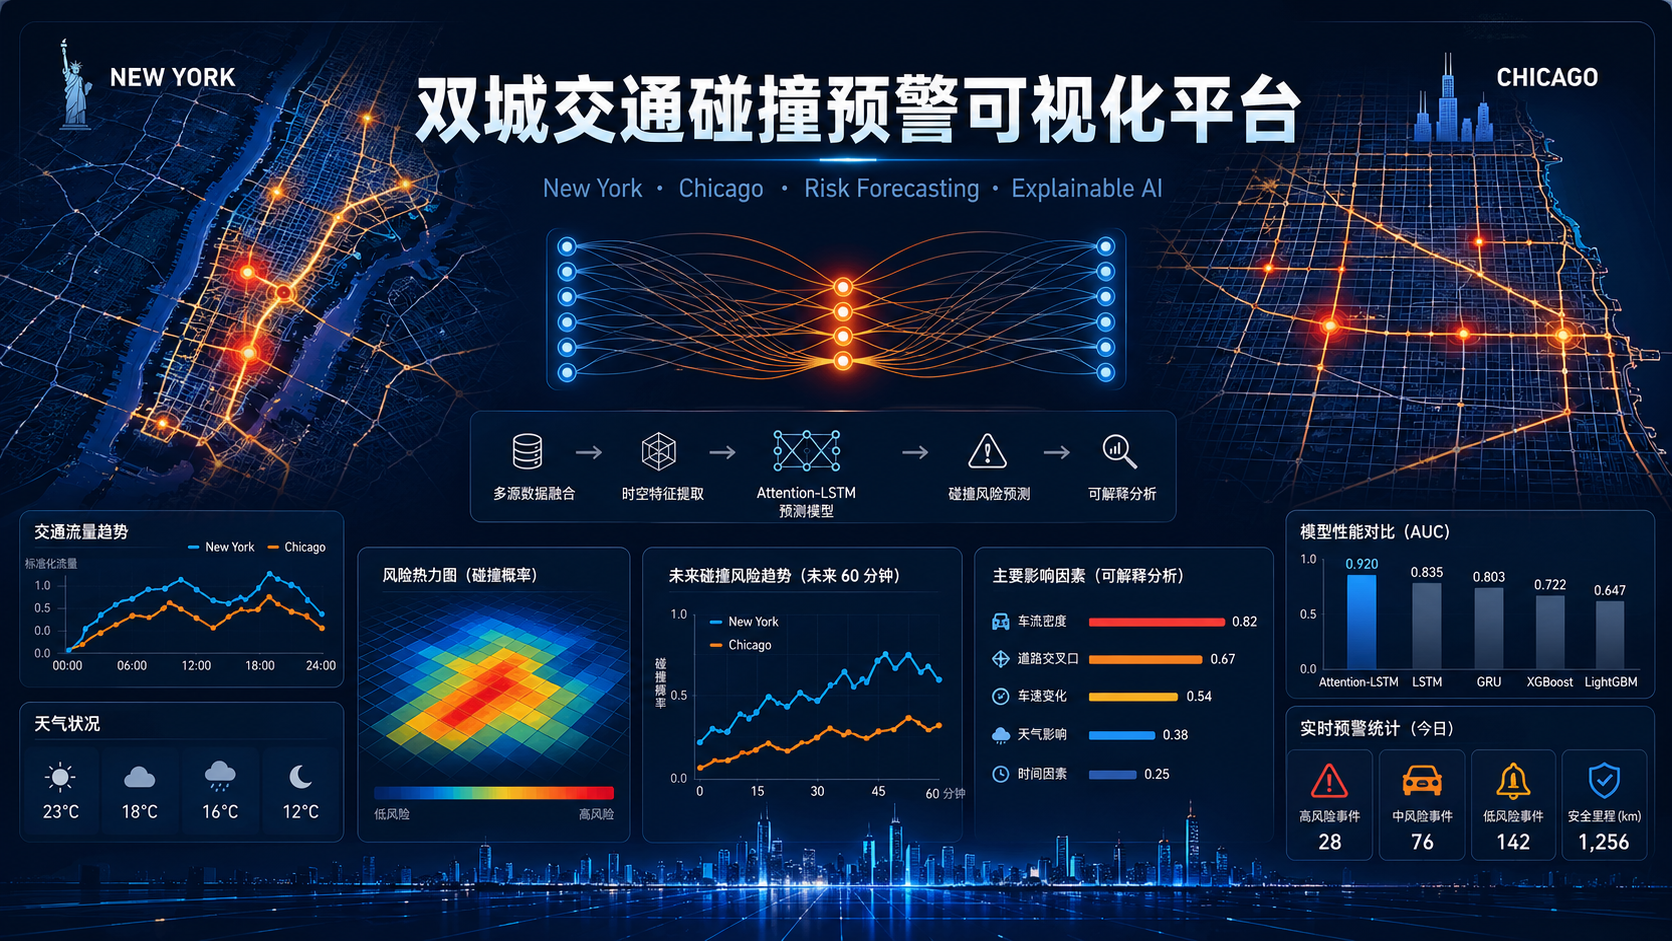 NEW YORK
CHICAGO
双城交通碰撞预警可视化平台
New York • Chicago • Risk Forecasting • Explainable AI
多源数据融合
时空特征提取
Attention-LSTM
预测模型
碰撞风险预测
可解释分析
交通流量趋势
New York
Chicago
标准化流量
1.0
0.5
0.0
0.0
00:00 06:00 12:00 18:00 24:00
天气状况
23°C
18°C
16°C
12°C
风险热力图（碰撞概率）
低风险
高风险
未来碰撞风险趋势（未来 60 分钟）
New York
Chicago
碰撞概率
1.0
0.5
0.0
0 15 30 45 60 分钟
主要影响因素（可解释分析）
车流密度 0.82
道路交叉口 0.67
车速变化 0.54
天气影响 0.38
时间因素 0.25
模型性能对比（AUC）
1.0
0.5
0.0
0.920
0.835
0.803
0.722
0.647
Attention-LSTM LSTM GRU XGBoost LightGBM
实时预警统计（今日）
高风险事件
28
中风险事件
76
低风险事件
142
安全里程(km)
1,256